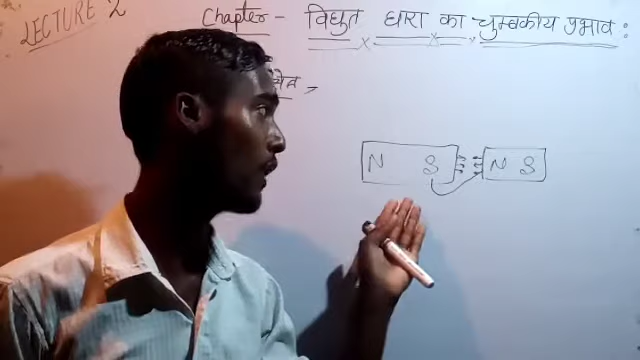 LECTURE 2
Chapter - विद्युत धारा का चुम्बकीय प्रभाव :
N S N S